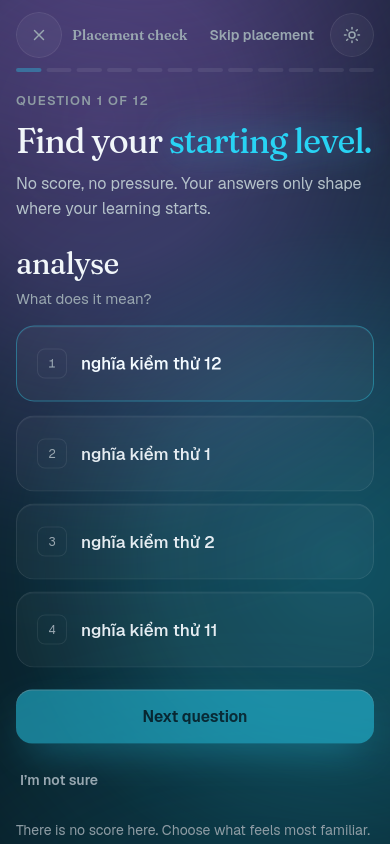 Placement check
Skip placement
QUESTION 1 OF 12
Find your starting level.
No score, no pressure. Your answers only shape
where your learning starts.
analyse
What does it mean?
1 nghĩa kiểm thử 12
2 nghĩa kiểm thử 1
3 nghĩa kiểm thử 2
4 nghĩa kiểm thử 11
Next question
I'm not sure
There is no score here. Choose what feels most familiar.